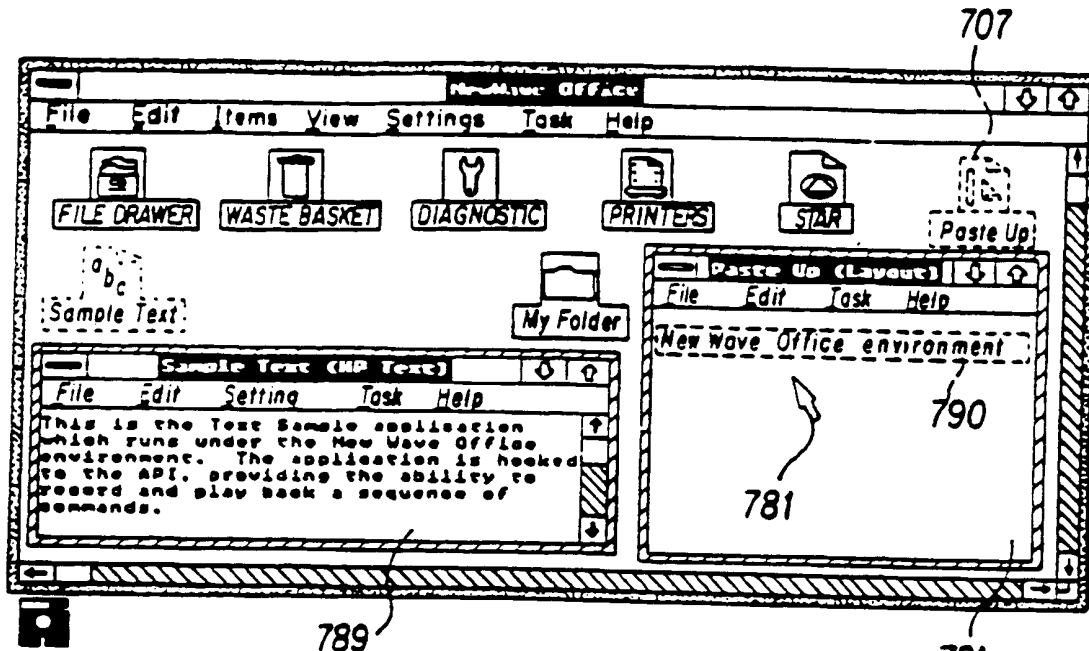 707
NewWave Office
File Edit Items View Settings Task Help
FILE DRAWER WASTE BASKET DIAGNOSTIC PRINTERS STAR Paste Up
abc
Sample Text My Folder
Paste Up (Layout)
File Edit Task Help
New Wave Office environment
Sample Text (HP Text)
File Edit Setting Task Help
This is the Text Sample application
which runs under the New Wave Office
environment. The application is hooked
to the API, providing the ability to
record and play back a sequence of
commands.
790
781
789